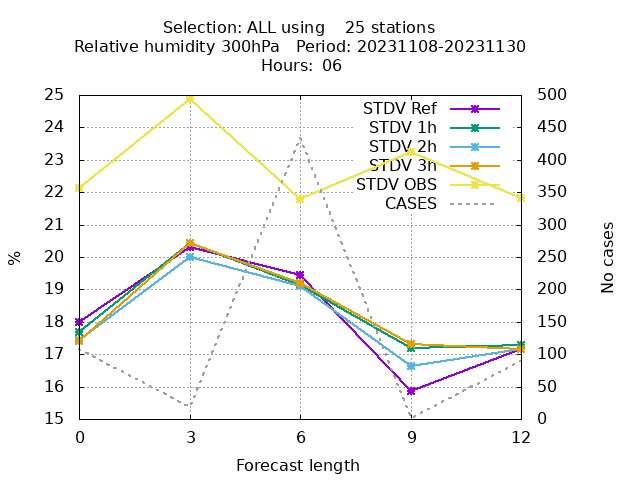 Selection: ALL using    25 stations
Relative humidity 300hPa   Period: 20231108-20231130
Hours: 06
STDV Ref
STDV 1h
STDV 2h
STDV 3h
STDV OBS
CASES
25
24
23
22
21
20
19
18
17
16
15
%
500
450
400
350
300
250
200
150
100
50
0
No cases
0 3 6 9 12
Forecast length